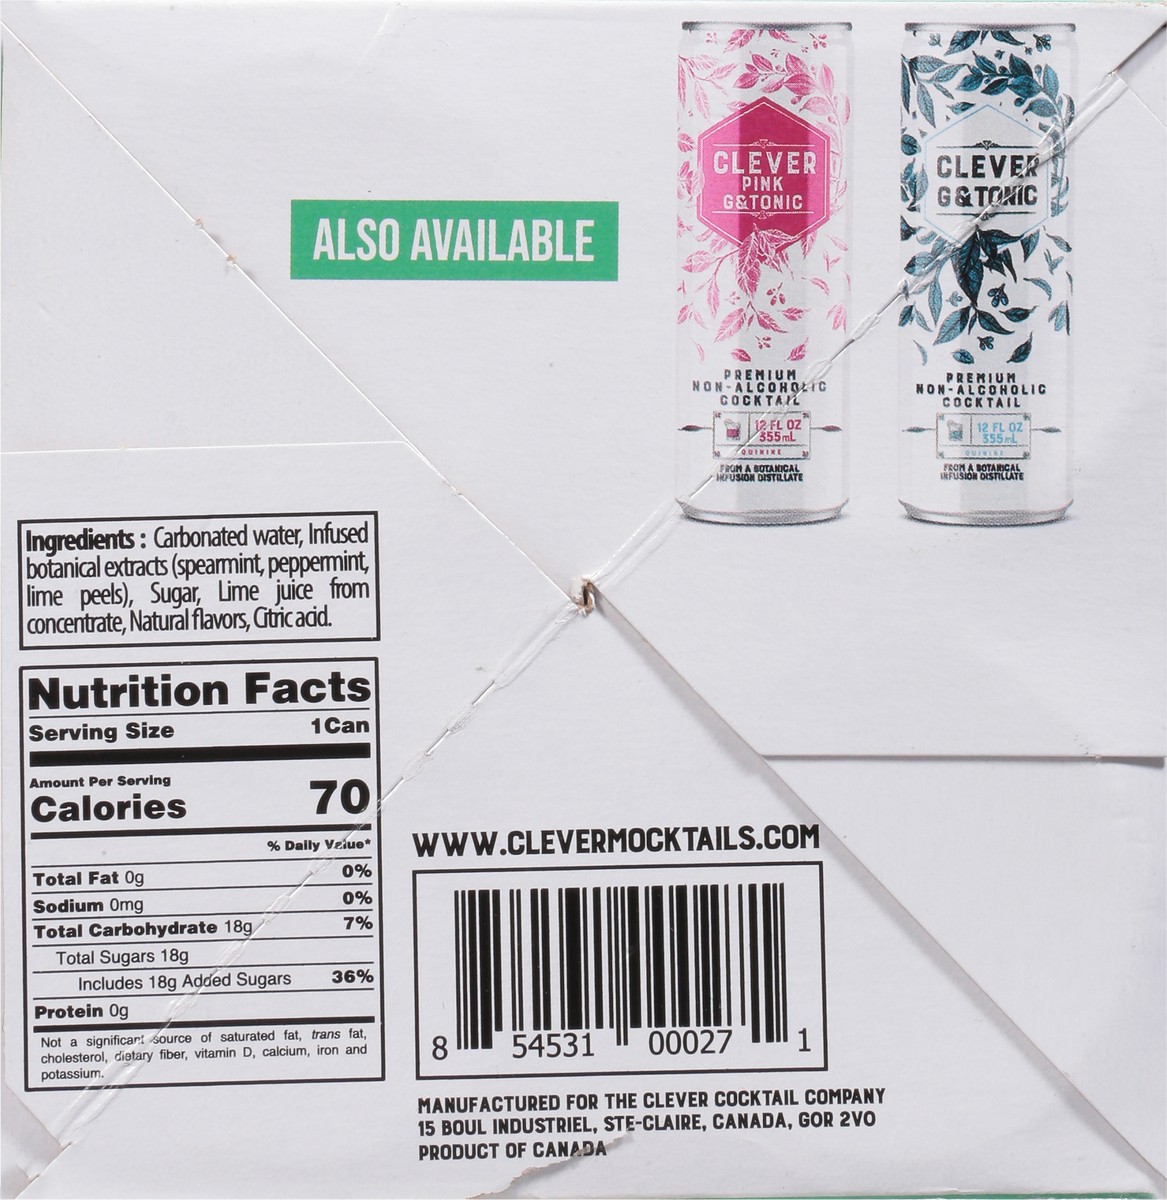 CLEVER
PINK
G&TONIC
PREMIUM
NON-ALCOHOLIC
COCKTAIL
12 FL OZ
355mL
QUININE
FROM A BOTANICAL
INFUSION DISTILLATE
CLEVER
G&TONIC
PREMIUM
NON-ALCOHOLIC
COCKTAIL
12 FL OZ
355mL
QUININE
FROM A BOTANICAL
INFUSION DISTILLATE
ALSO AVAILABLE
Ingredients : Carbonated water, Infused
botanical extracts (spearmint, peppermint,
lime peels), Sugar, Lime juice from
concentrate, Natural flavors, Citric acid.
Nutrition Facts
Serving Size 1Can
Amount Per Serving
Calories 70
% Daily Value*
Total Fat 0g 0%
Sodium 0mg 0%
Total Carbohydrate 18g 7%
Total Sugars 18g
Includes 18g Added Sugars 36%
Protein 0g
Not a significant source of saturated fat, trans fat,
cholesterol, dietary fiber, vitamin D, calcium, iron and
potassium.
WWW.CLEVERMOCKTAILS.COM
8 54531 00027 1
MANUFACTURED FOR THE CLEVER COCKTAIL COMPANY
15 BOUL INDUSTRIEL, STE-CLAIRE, CANADA, GOR 2VO
PRODUCT OF CANADA